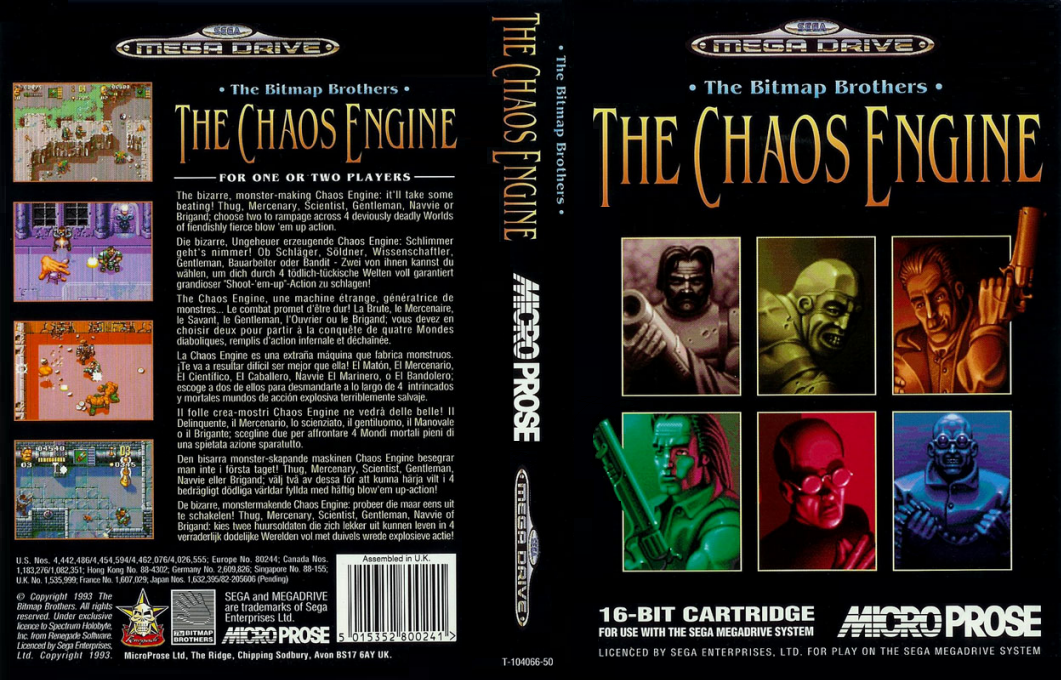 SEGA
MEGA DRIVE
• The Bitmap Brothers •
THE CHAOS ENGINE
FOR ONE OR TWO PLAYERS
The bizarre, monster-making Chaos Engine: it'll take some
beating! Thug, Mercenary, Scientist, Gentleman, Navvie or
Brigand; choose two to rampage across 4 deviously deadly Worlds
of fiendishly fierce blow 'em up action.
Die bizarre, Ungeheuer erzeugende Chaos Engine: Schlimmer
geht's nimmer! Ob Schläger, Söldner, Wissenschaftler,
Gentleman, Bauarbeiter oder Bandit - Zwei von ihnen kannst du
wählen, um dich durch 4 tödlich-tückische Welten voll garantiert
grandioser "Shoot-'em-up"-Action zu schlagen!
The Chaos Engine, une machine étrange, génératrice de
monstres... Le combat promet d'être dur! La Brute, le Mercenaire,
le Savant, le Gentleman, l'Ouvrier ou le Brigand; vous devez en
choisir deux pour partir à la conquête de quatre Mondes
diaboliques, remplis d'action infernale et déchaînée.
La Chaos Engine es una extraña máquina que fabrica monstruos.
¡Te va a resultar difícil ser mejor que ella! El Matón, El Mercenario,
El Científico, El Caballero, Navvie El Marinero, o El Bandolero;
escoge a dos de ellos para desmandarte a lo largo de 4 intrincados
y mortales mundos de acción explosiva terriblemente salvaje.
Il folle crea-mostri Chaos Engine ne vedrà delle belle! Il
Delinquente, il Mercenario, lo scienziato, il gentiluomo, il Manovale
o il Brigante; scegline due per affrontare 4 Mondi mortali pieni di
una spietata azione sparatutto.
Den bisarra monster-skapande maskinen Chaos Engine besegrar
man inte i första taget! Thug, Mercenary, Scientist, Gentleman,
Navvie eller Brigand; välj två av dessa för att kunna härja vilt i 4
bedrägligt dödliga världar fyllda med häftig blow'em up-action!
De bizarre, monstermakende Chaos Engine: probeer die maar eens uit
te schakelen! Thug, Mercenary, Scientist, Gentleman, Navvie of
Brigand: kies twee huursoldaten die zich lekker uit kunnen leven in 4
verraderlijk dodelijke Werelden vol met duivels wrede explosieve actie!
U.S. Nos. 4,442,486/4,454,594/4,462,076/4,026,555; Europe No. 80244; Canada Nos.
1,183,276/1,082,351; Hong Kong No. 88-4302; Germany No. 2,609,826; Singapore No. 88-155;
U.K. No. 1,535,999; France No. 1,607,029; Japan Nos. 1,632,395/82-205606 (Pending)
© Copyright 1993 The
Bitmap Brothers. All rights
reserved. Under exclusive
licence to Spectrum Holobyte,
Inc. from Renegade Software.
Licenced by Sega Enterprises,
Ltd. Copyright 1993.
Renegade
THE BITMAP
BROTHERS
SEGA and MEGADRIVE
are trademarks of Sega
Enterprises Ltd.
MICROPROSE
MicroProse Ltd, The Ridge, Chipping Sodbury, Avon BS17 6AY UK.
Assembled in U.K.
5 015352 800241 >
THE CHAOS ENGINE
• The Bitmap Brothers •
MICROPROSE
SEGA
MEGA DRIVE
T-104066-50
SEGA
MEGA DRIVE
• The Bitmap Brothers •
THE CHAOS ENGINE
16-BIT CARTRIDGE
FOR USE WITH THE SEGA MEGADRIVE SYSTEM
MICROPROSE
LICENCED BY SEGA ENTERPRISES, LTD. FOR PLAY ON THE SEGA MEGADRIVE SYSTEM